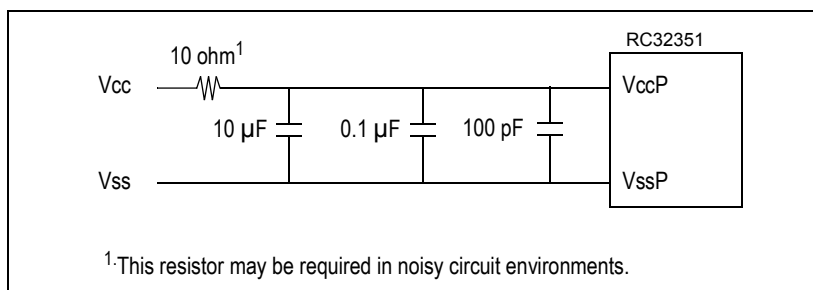 RC32351
10 ohm1
Vcc
VccP
10 µF
0.1 µF
100 pF
Vss
VssP
1.This resistor may be required in noisy circuit environments.